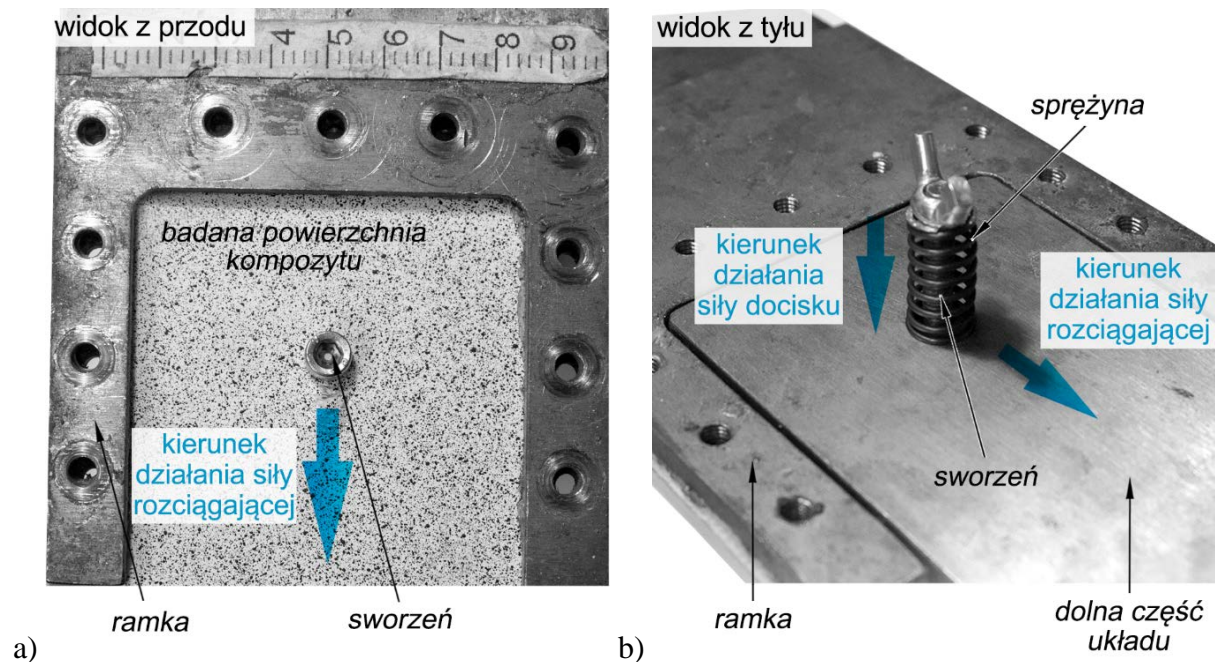 widok z przodu
4 5 6 7 8 9
badana powierzchnia
kompozytu
kierunek
działania siły
rozciągającej
ramka
sworzeń
a)
widok z tyłu
sprężyna
kierunek
działania
siły docisku
kierunek
działania siły
rozciągającej
sworzeń
ramka
dolna część
układu
b)